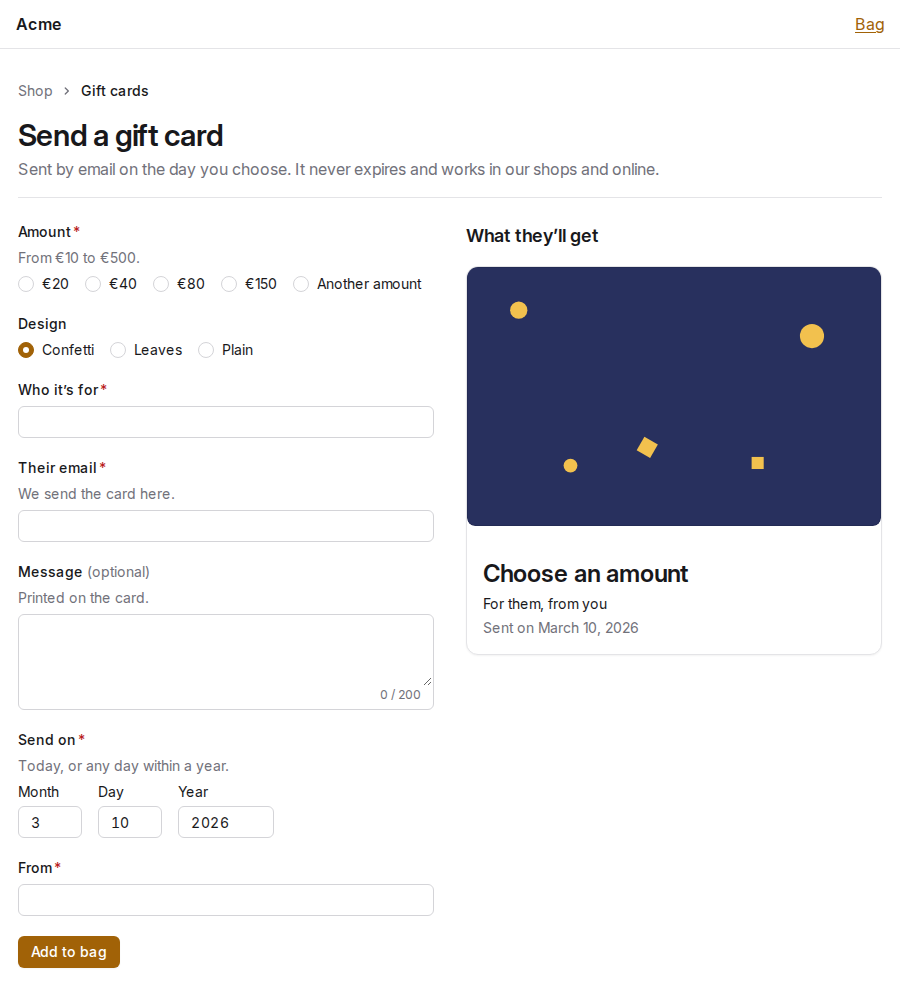 Acme
Bag
Shop
Gift cards
Send a gift card
Sent by email on the day you choose. It never expires and works in our shops and online.
Amount*
From €10 to €500.
€20 €40 €80 €150 Another amount
Design
Confetti Leaves Plain
Who it’s for*
Their email*
We send the card here.
Message (optional)
Printed on the card.
0 / 200
Send on*
Today, or any day within a year.
Month Day Year
3 10 2026
From*
Add to bag
What they’ll get
Choose an amount
For them, from you
Sent on March 10, 2026